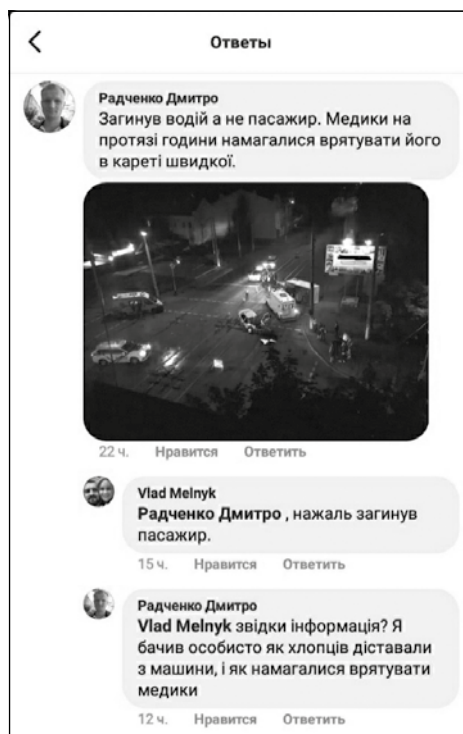 Ответы
Радченко Дмитро
Загинув водій а не пасажир. Медики на
протязі години намагалися врятувати його
в кареті швидкої.
22 ч. Нравится Ответить
Vlad Melnyk
Радченко Дмитро , нажаль загинув
пасажир.
15 ч. Нравится Ответить
Радченко Дмитро
Vlad Melnyk звідки інформація? Я
бачив особисто як хлопців діставали
з машини, і як намагалися врятувати
медики
12 ч. Нравится Ответить